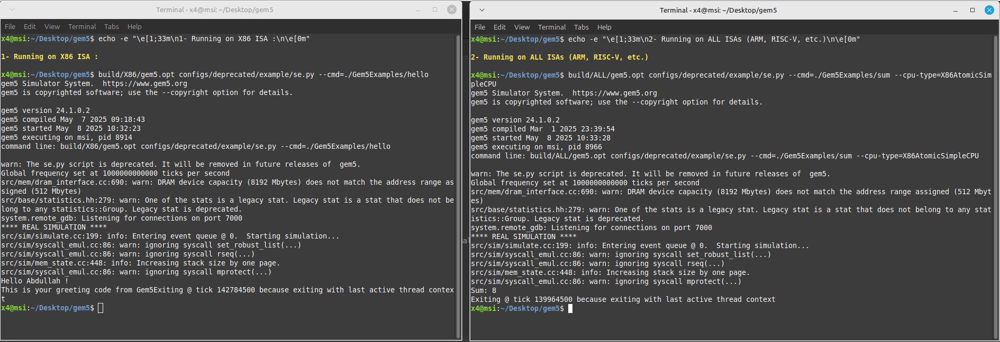 Terminal - x4@msi: ~/Desktop/gem5
File Edit View Terminal Tabs Help
x4@msi:~/Desktop/gem5$ echo -e "\e[1;33m\n1- Running on X86 ISA :\n\e[0m"
1- Running on X86 ISA :
x4@msi:~/Desktop/gem5$ build/X86/gem5.opt configs/deprecated/example/se.py --cmd=./Gem5Examples/hello
gem5 Simulator System.  https://www.gem5.org
gem5 is copyrighted software; use the --copyright option for details.
gem5 version 24.1.0.2
gem5 compiled May  7 2025 09:18:43
gem5 started May  8 2025 10:32:23
gem5 executing on msi, pid 8914
command line: build/X86/gem5.opt configs/deprecated/example/se.py --cmd=./Gem5Examples/hello
warn: The se.py script is deprecated. It will be removed in future releases of  gem5.
Global frequency set at 1000000000000 ticks per second
src/mem/dram_interface.cc:690: warn: DRAM device capacity (8192 Mbytes) does not match the address range as
signed (512 Mbytes)
src/base/statistics.hh:279: warn: One of the stats is a legacy stat. Legacy stat is a stat that does not be
long to any statistics::Group. Legacy stat is deprecated.
system.remote_gdb: Listening for connections on port 7000
**** REAL SIMULATION ****
src/sim/simulate.cc:199: info: Entering event queue @ 0.  Starting simulation...
src/sim/syscall_emul.cc:86: warn: ignoring syscall set_robust_list(...)
src/sim/syscall_emul.cc:86: warn: ignoring syscall rseq(...)
src/sim/mem_state.cc:448: info: Increasing stack size by one page.
src/sim/syscall_emul.cc:86: warn: ignoring syscall mprotect(...)
Hello Abdullah !
This is your greeting code from Gem5Exiting @ tick 142784500 because exiting with last active thread contex
t
x4@msi:~/Desktop/gem5$
Terminal - x4@msi: ~/Desktop/gem5
File Edit View Terminal Tabs Help
x4@msi:~/Desktop/gem5$ echo -e "\e[1;33m\n2- Running on ALL ISAs (ARM, RISC-V, etc.)\n\e[0m"
2- Running on ALL ISAs (ARM, RISC-V, etc.)
x4@msi:~/Desktop/gem5$ build/ALL/gem5.opt configs/deprecated/example/se.py --cmd=./Gem5Examples/sum --cpu-type=X86AtomicSim
pleCPU
gem5 Simulator System.  https://www.gem5.org
gem5 is copyrighted software; use the --copyright option for details.
gem5 version 24.1.0.2
gem5 compiled Mar  1 2025 23:39:54
gem5 started May  8 2025 10:33:28
gem5 executing on msi, pid 8966
command line: build/ALL/gem5.opt configs/deprecated/example/se.py --cmd=./Gem5Examples/sum --cpu-type=X86AtomicSimpleCPU
warn: The se.py script is deprecated. It will be removed in future releases of  gem5.
Global frequency set at 1000000000000 ticks per second
src/mem/dram_interface.cc:690: warn: DRAM device capacity (8192 Mbytes) does not match the address range assigned (512 Mbyt
es)
src/base/statistics.hh:279: warn: One of the stats is a legacy stat. Legacy stat is a stat that does not belong to any stat
istics::Group. Legacy stat is deprecated.
system.remote_gdb: Listening for connections on port 7000
**** REAL SIMULATION ****
src/sim/simulate.cc:199: info: Entering event queue @ 0.  Starting simulation...
src/sim/syscall_emul.cc:86: warn: ignoring syscall set_robust_list(...)
src/sim/syscall_emul.cc:86: warn: ignoring syscall rseq(...)
src/sim/mem_state.cc:448: info: Increasing stack size by one page.
src/sim/syscall_emul.cc:86: warn: ignoring syscall mprotect(...)
Sum: 8
Exiting @ tick 139964500 because exiting with last active thread context
x4@msi:~/Desktop/gem5$